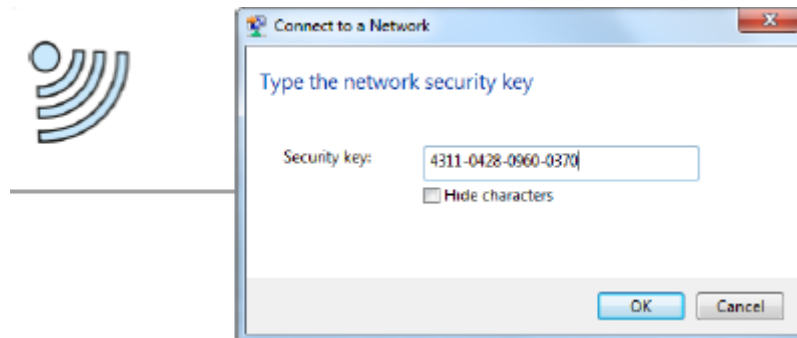 Connect to a Network
Type the network security key
Security key: 4311-0428-0960-0370
Hide characters
OK Cancel